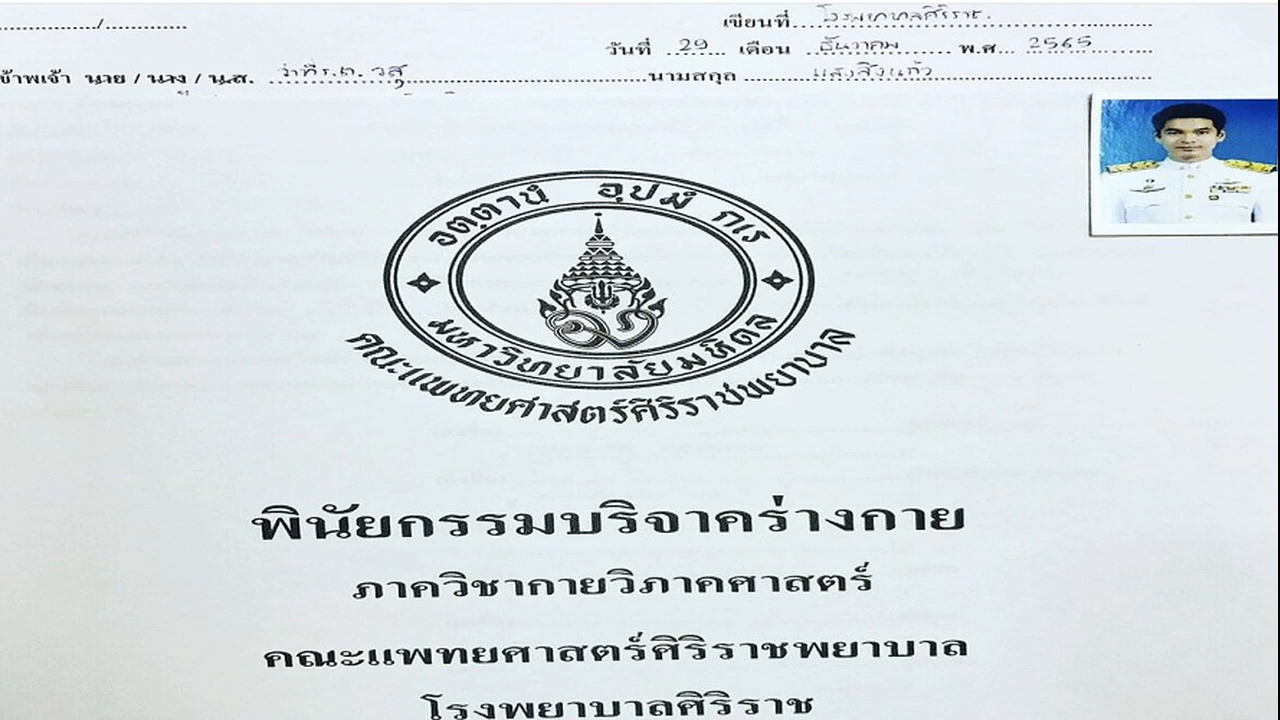 ........../..........
เขียนที่ โรงพยาบาลศิริราช
วันที่ 29 เดือน ธันวาคม พ.ศ 2565
ข้าพเจ้า นาย / นาง / น.ส. ว่าที่ร.ต. วสุ นามสกุล แสงสิงแก้ว
อตฺตานํ อุปมํ กเร
มหาวิทยาลัยมหิดล
คณะแพทยศาสตร์ศิริราชพยาบาล
พินัยกรรมบริจาคร่างกาย
ภาควิชากายวิภาคศาสตร์
คณะแพทยศาสตร์ศิริราชพยาบาล
โรงพยาบาลศิริราช